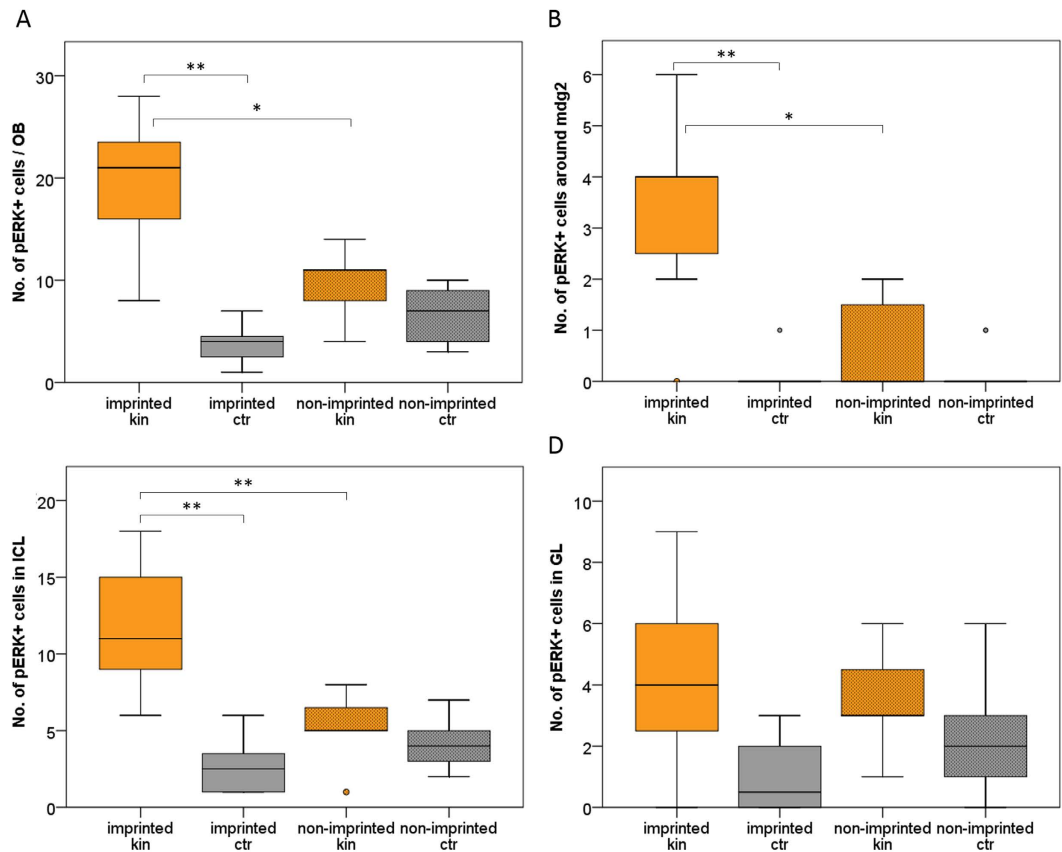 A
No. of pERK+ cells / OB
30
20
10
0
**
*
imprinted
kin
imprinted
ctr
non-imprinted
kin
non-imprinted
ctr
B
No. of pERK+ cells around mdg2
6
5
4
3
2
1
0
**
*
imprinted
kin
imprinted
ctr
non-imprinted
kin
non-imprinted
ctr
No. of pERK+ cells in ICL
20
15
10
5
0
**
**
imprinted
kin
imprinted
ctr
non-imprinted
kin
non-imprinted
ctr
D
No. of pERK+ cells in GL
10
8
6
4
2
0
imprinted
kin
imprinted
ctr
non-imprinted
kin
non-imprinted
ctr